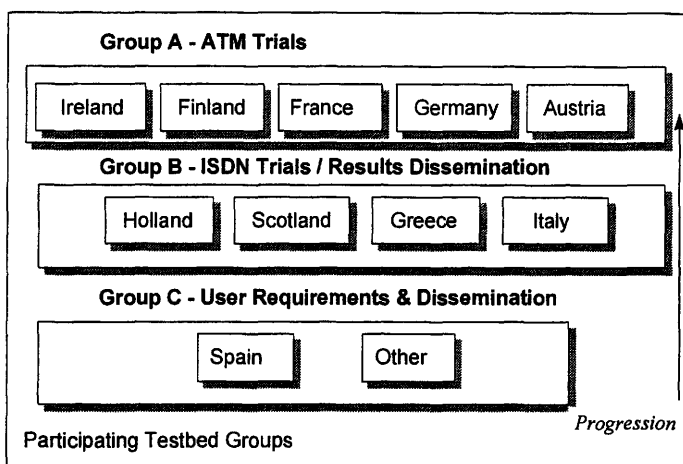 Group A - ATM Trials
Ireland Finland France Germany Austria
Group B - ISDN Trials / Results Dissemination
Holland Scotland Greece Italy
Group C - User Requirements & Dissemination
Spain Other
Progression
Participating Testbed Groups